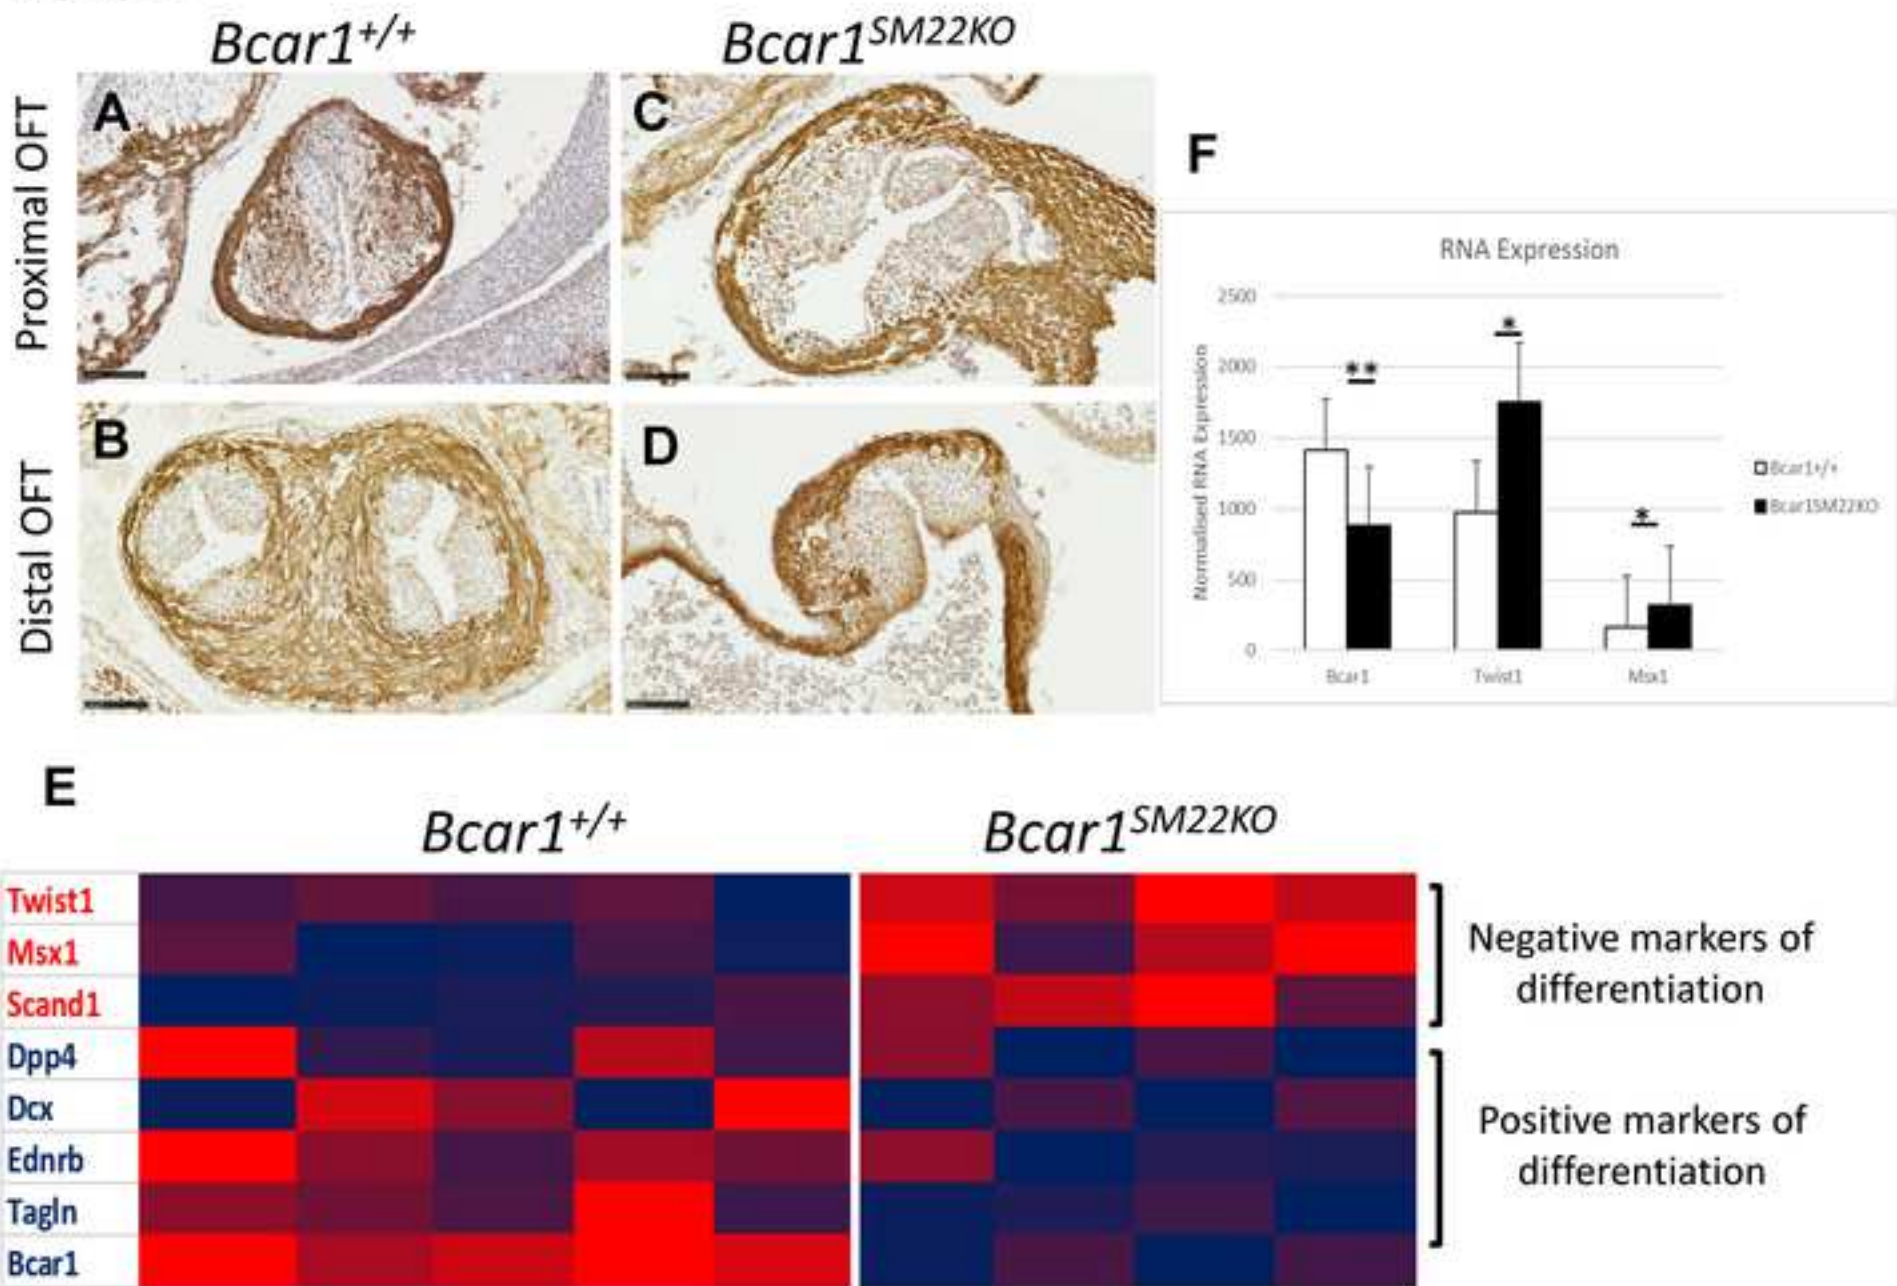 Bcar1+/+
Bcar1SM22KO
Proximal OFT
Distal OFT
A
C
B
D
F
RNA Expression
Normalised RNA Expression
2500
2000
1500
1000
500
0
**
*
*
Bcar1
Twist1
Msx1
Bcar1+/+
Bcar1SM22KO
E
Bcar1+/+
Bcar1SM22KO
Twist1
Msx1
Scand1
Dpp4
Dcx
Ednrb
Tagln
Bcar1
Negative markers of
differentiation
Positive markers of
differentiation